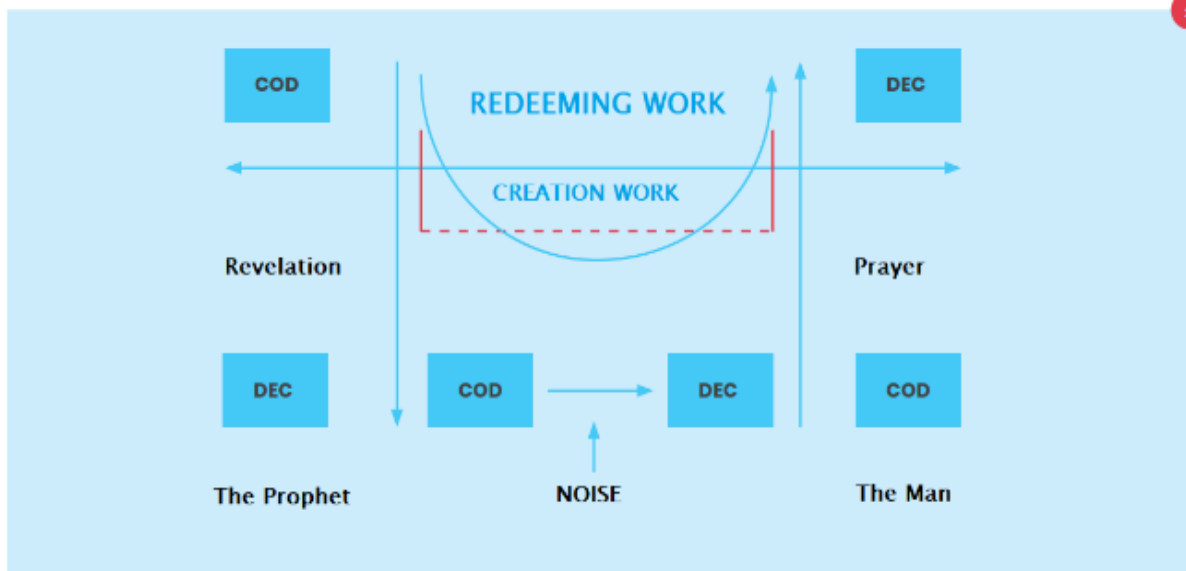 COD
REDEEMING WORK
DEC
CREATION WORK
Revelation
Prayer
DEC
COD
DEC
COD
The Prophet
NOISE
The Man